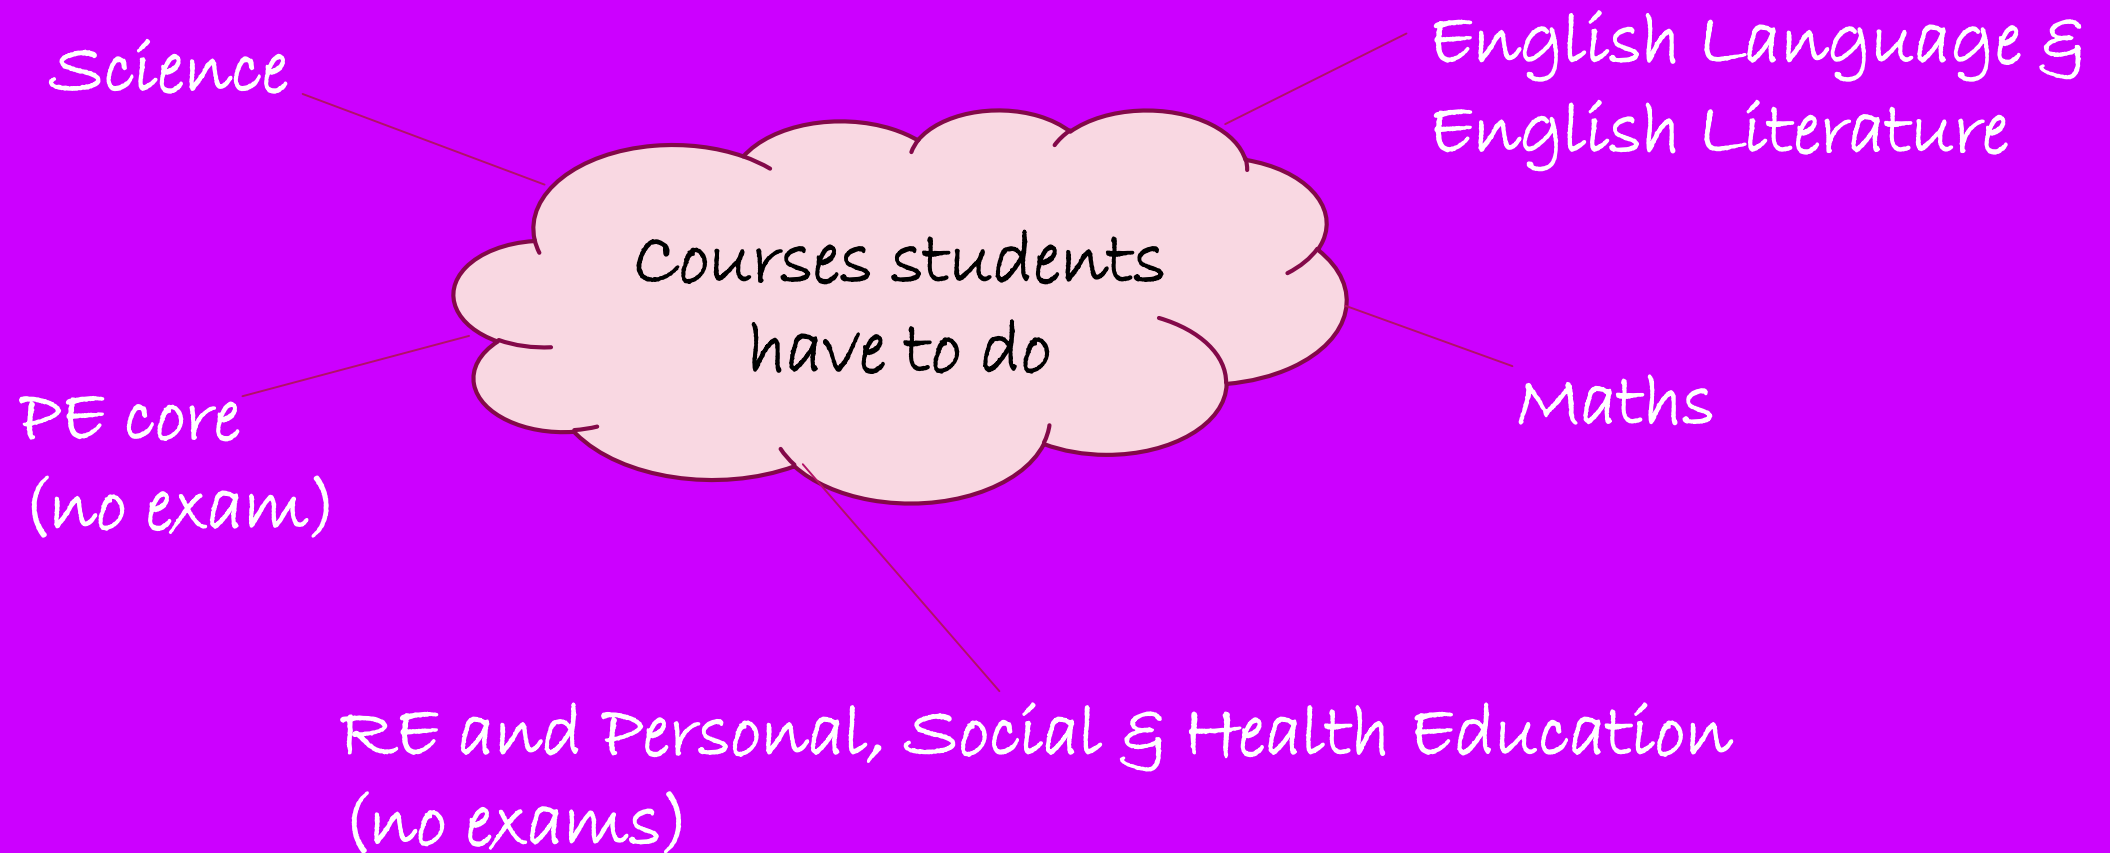 Science
English Language &
English Literature
Courses students
have to do
PE core
(no exam)
Maths
RE and Personal, Social & Health Education
(no exams)